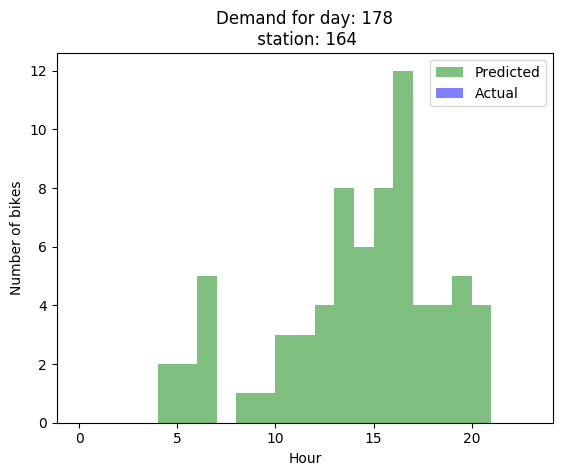 Demand for day: 178
station: 164
Predicted
Actual
12
10
8
6
4
2
0
Number of bikes
0
5
10
15
20
Hour